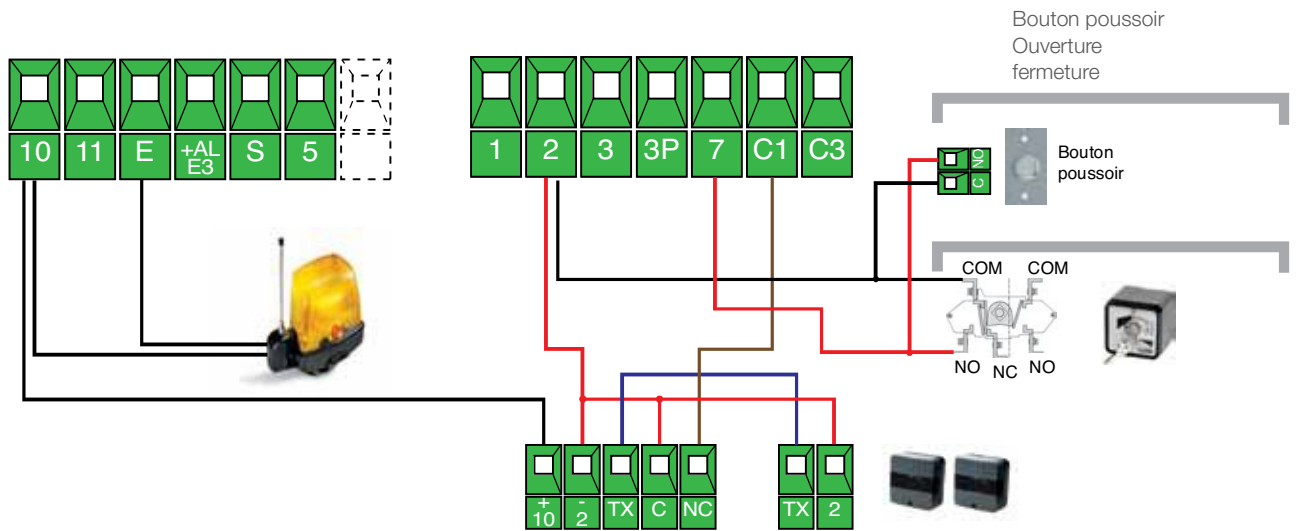 Bouton poussoir
Ouverture
fermeture
10 11 E +AL E3 S 5
1 2 3 3P 7 C1 C3
NO
C
Bouton
poussoir
COM COM
NO NC NO
+ 10 - 2 TX C NC TX 2